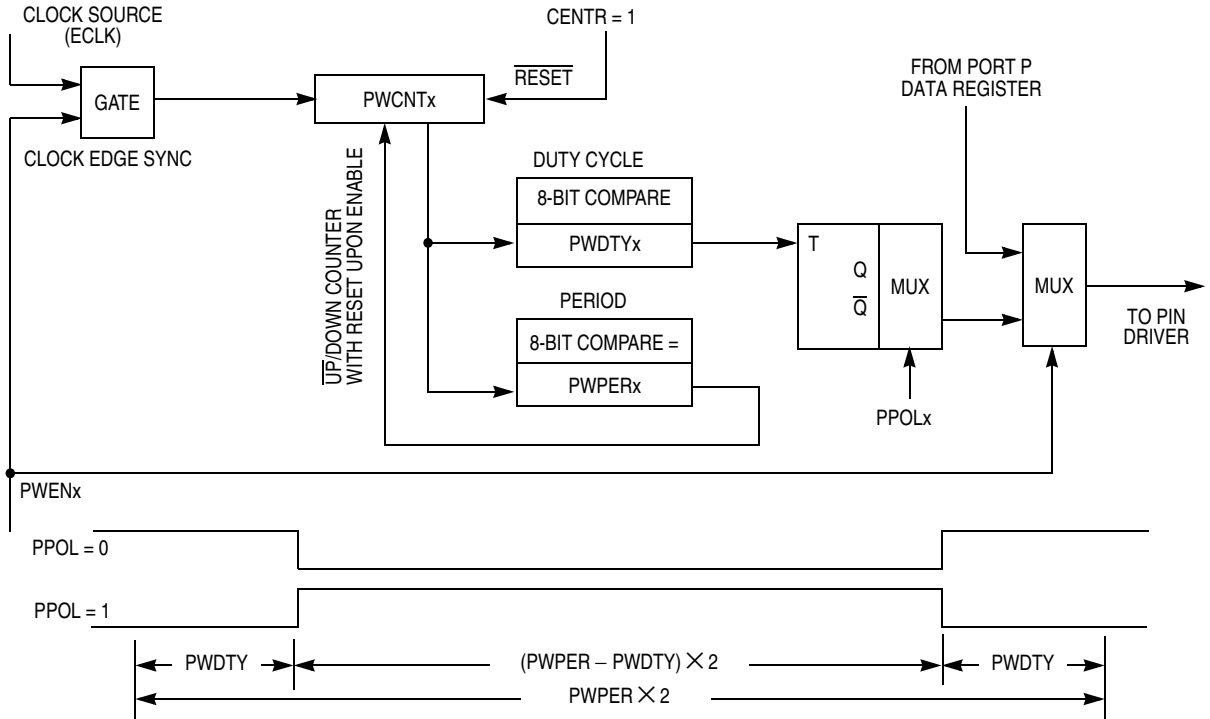 CLOCK SOURCE
(ECLK)
CENTR = 1
FROM PORT P
DATA REGISTER
RESET
GATE
PWCNTx
CLOCK EDGE SYNC
UP/DOWN COUNTER
WITH RESET UPON ENABLE
DUTY CYCLE
8-BIT COMPARE
PWDTYx
PERIOD
8-BIT COMPARE =
PWPERx
T
Q
Q
MUX
PPOLx
MUX
TO PIN
DRIVER
PWENx
PPOL = 0
PPOL = 1
PWDTY
(PWPER – PWDTY) × 2
PWDTY
PWPER × 2